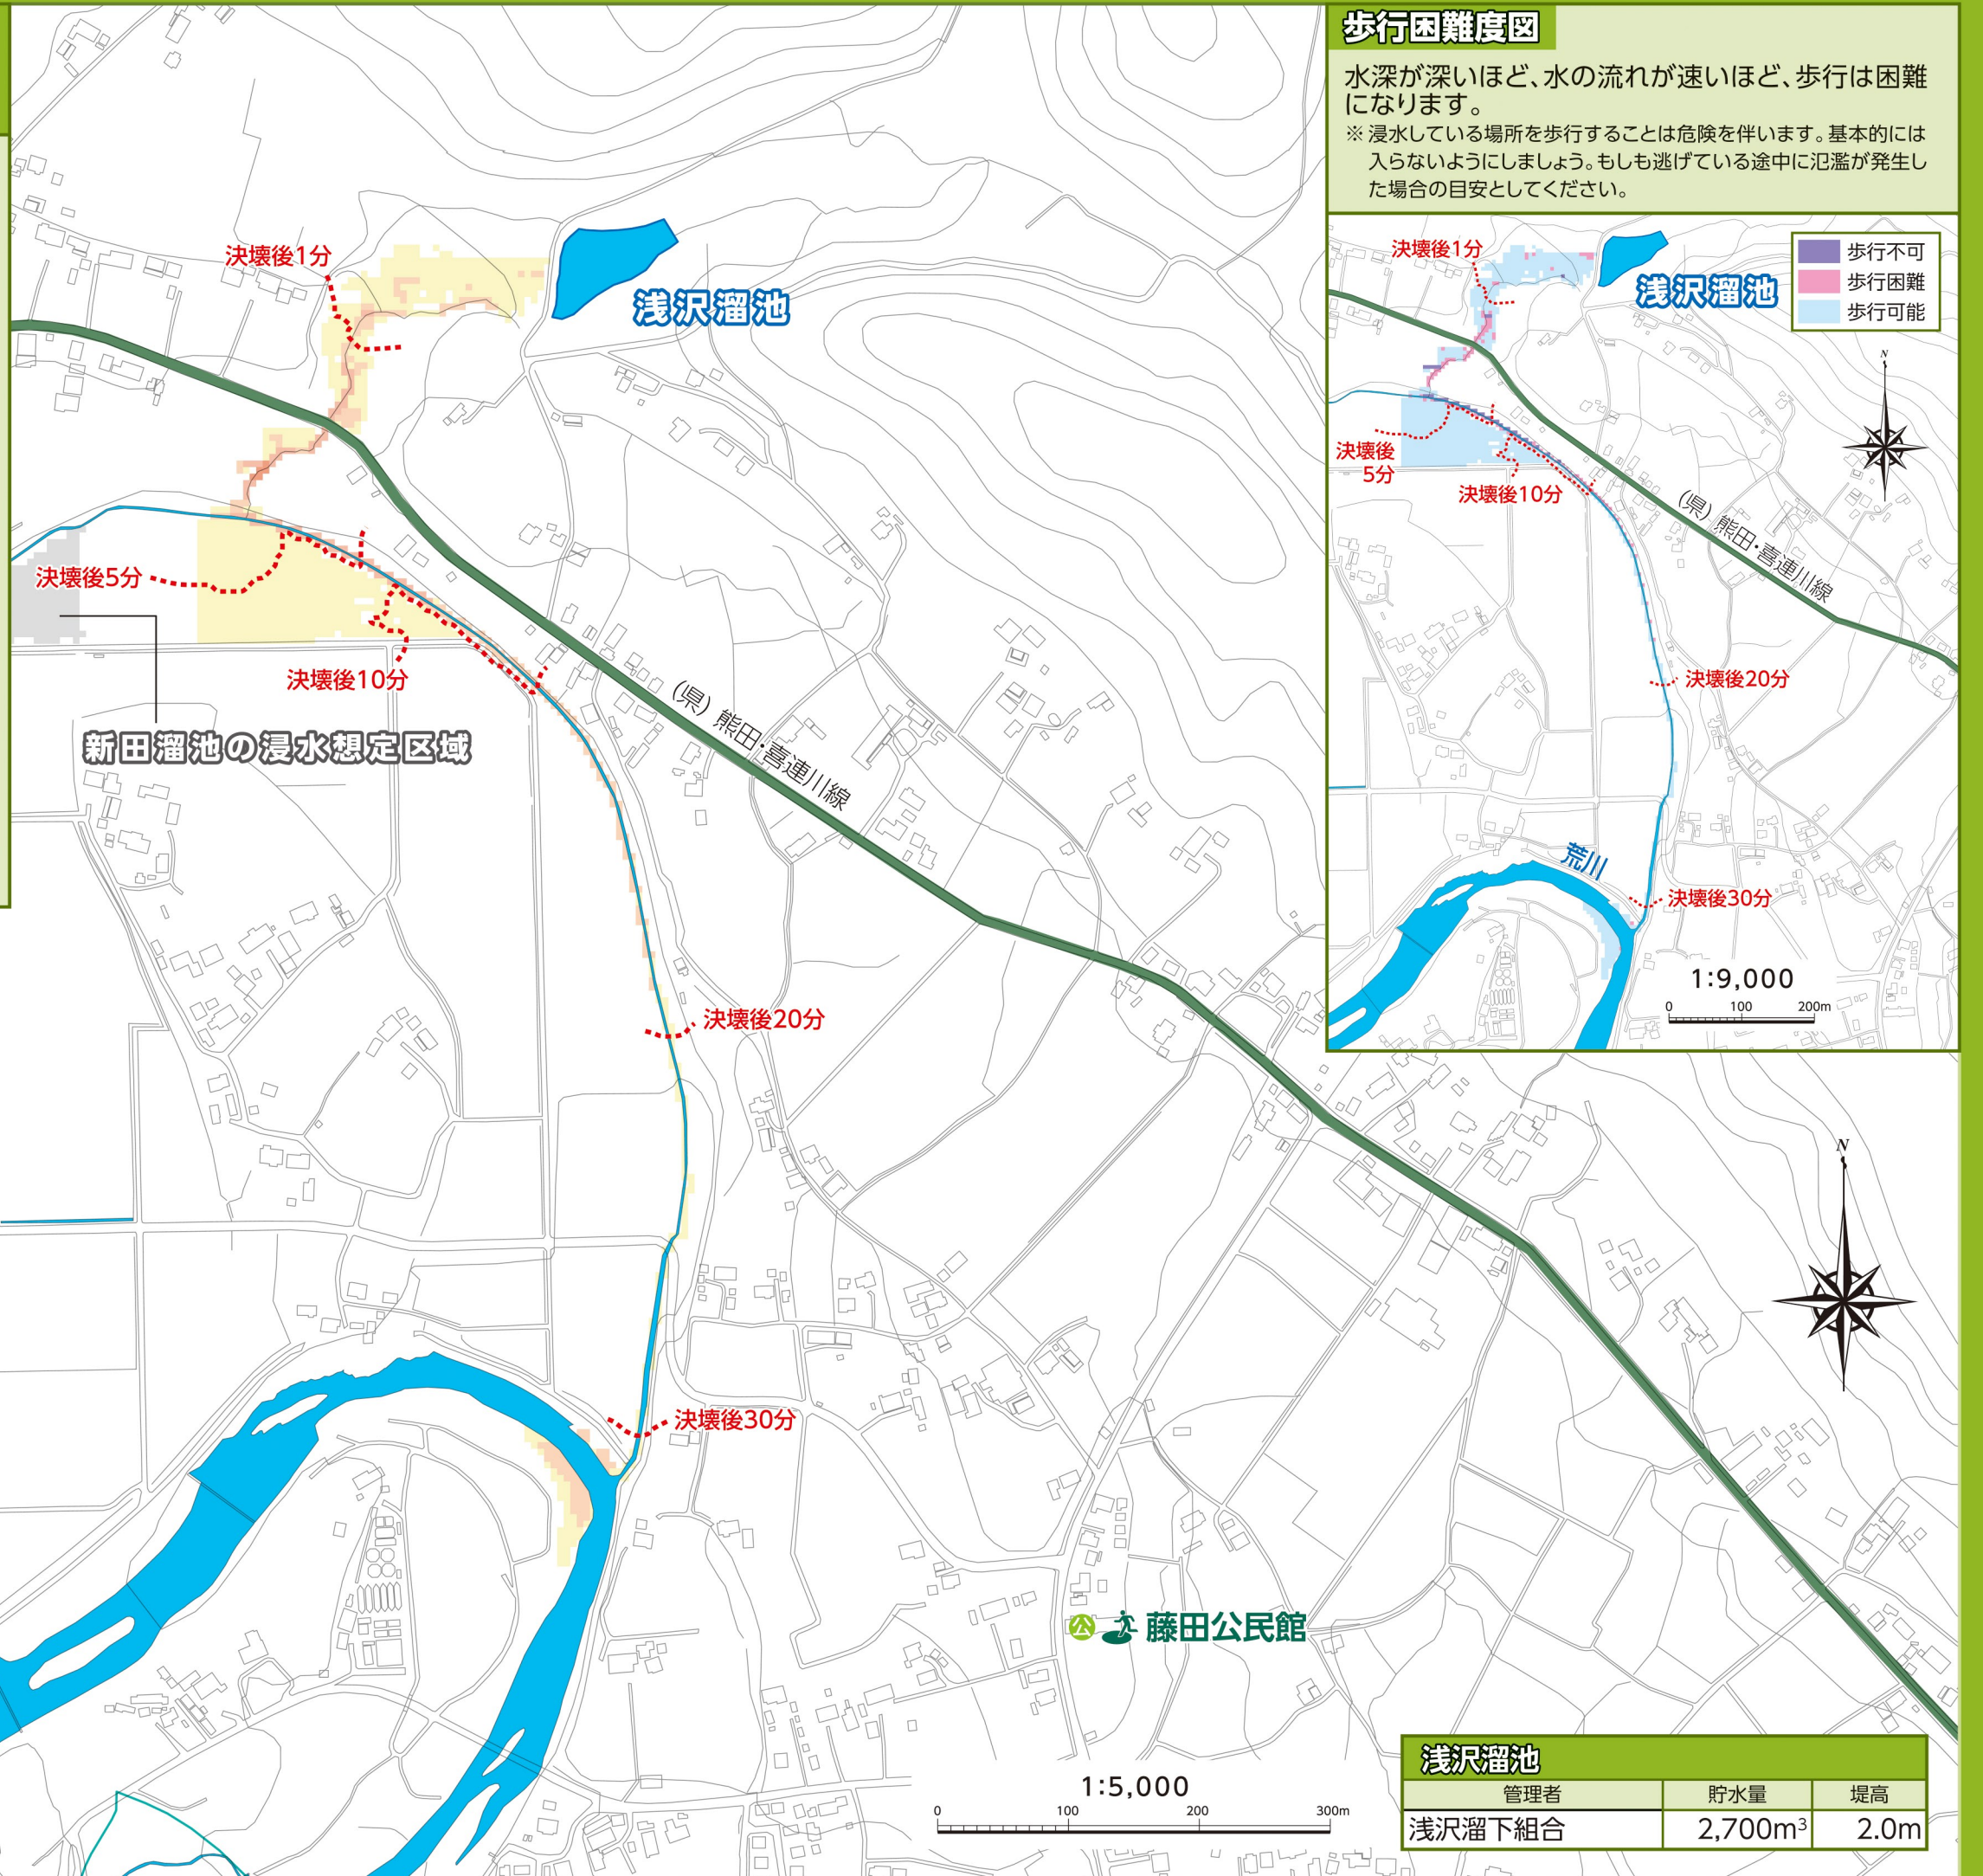 決壊後1分
浅沢溜池
決壊後5分
決壊後10分
新田溜池の浸水想定区域
(県) 熊田・喜連川線
決壊後20分
決壊後30分
公 藤田公民館
N
1:5,000
0 100 200 300m
歩行困難度図
水深が深いほど、水の流れが速いほど、歩行は困難
になります。
※浸水している場所を歩行することは危険を伴います。基本的には
入らないようにしましょう。もしも逃げている途中に氾濫が発生し
た場合の目安としてください。
決壊後1分
浅沢溜池
歩行不可
歩行困難
歩行可能
N
決壊後
5分
決壊後10分
(県) 熊田・喜連川線
決壊後20分
荒川
決壊後30分
1:9,000
0 100 200m
浅沢溜池
管理者 貯水量 堤高
浅沢溜下組合 2,700m³ 2.0m